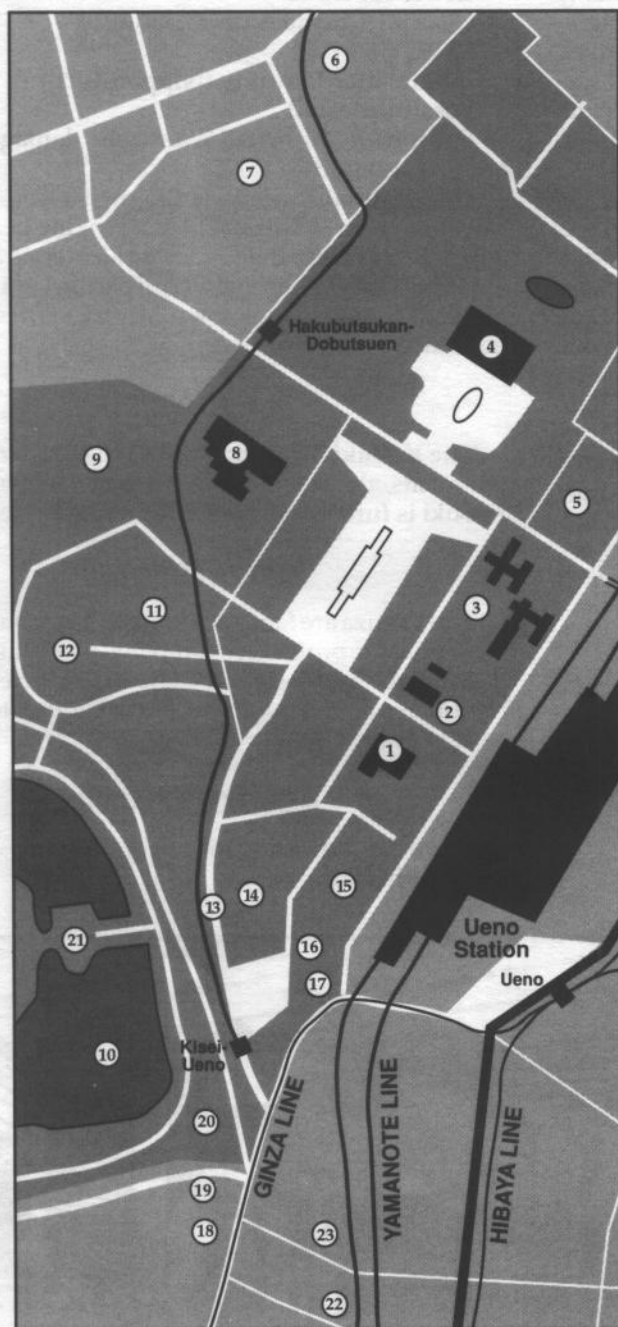 6
7
Hakubutsukan-
Dobutsuen
4
8
9
5
11
3
12
2
1
13
14
15
Ueno
Station
21
16
Ueno
17
Kisei-
Ueno
10
GINZA LINE
YAMANOTE LINE
HIBAYA LINE
20
19
18
23
22